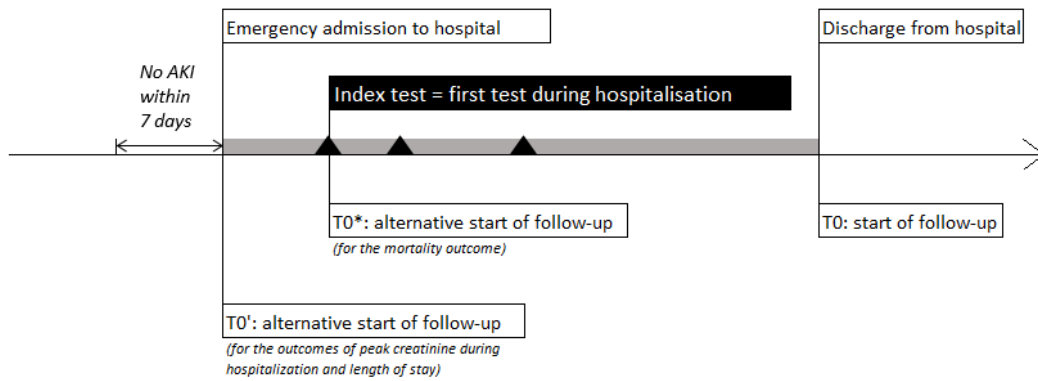 Emergency admission to hospital
Discharge from hospital
No AKI
within
7 days
Index test = first test during hospitalisation
T0*: alternative start of follow-up
(for the mortality outcome)
T0: start of follow-up
T0': alternative start of follow-up
(for the outcomes of peak creatinine during
hospitalization and length of stay)